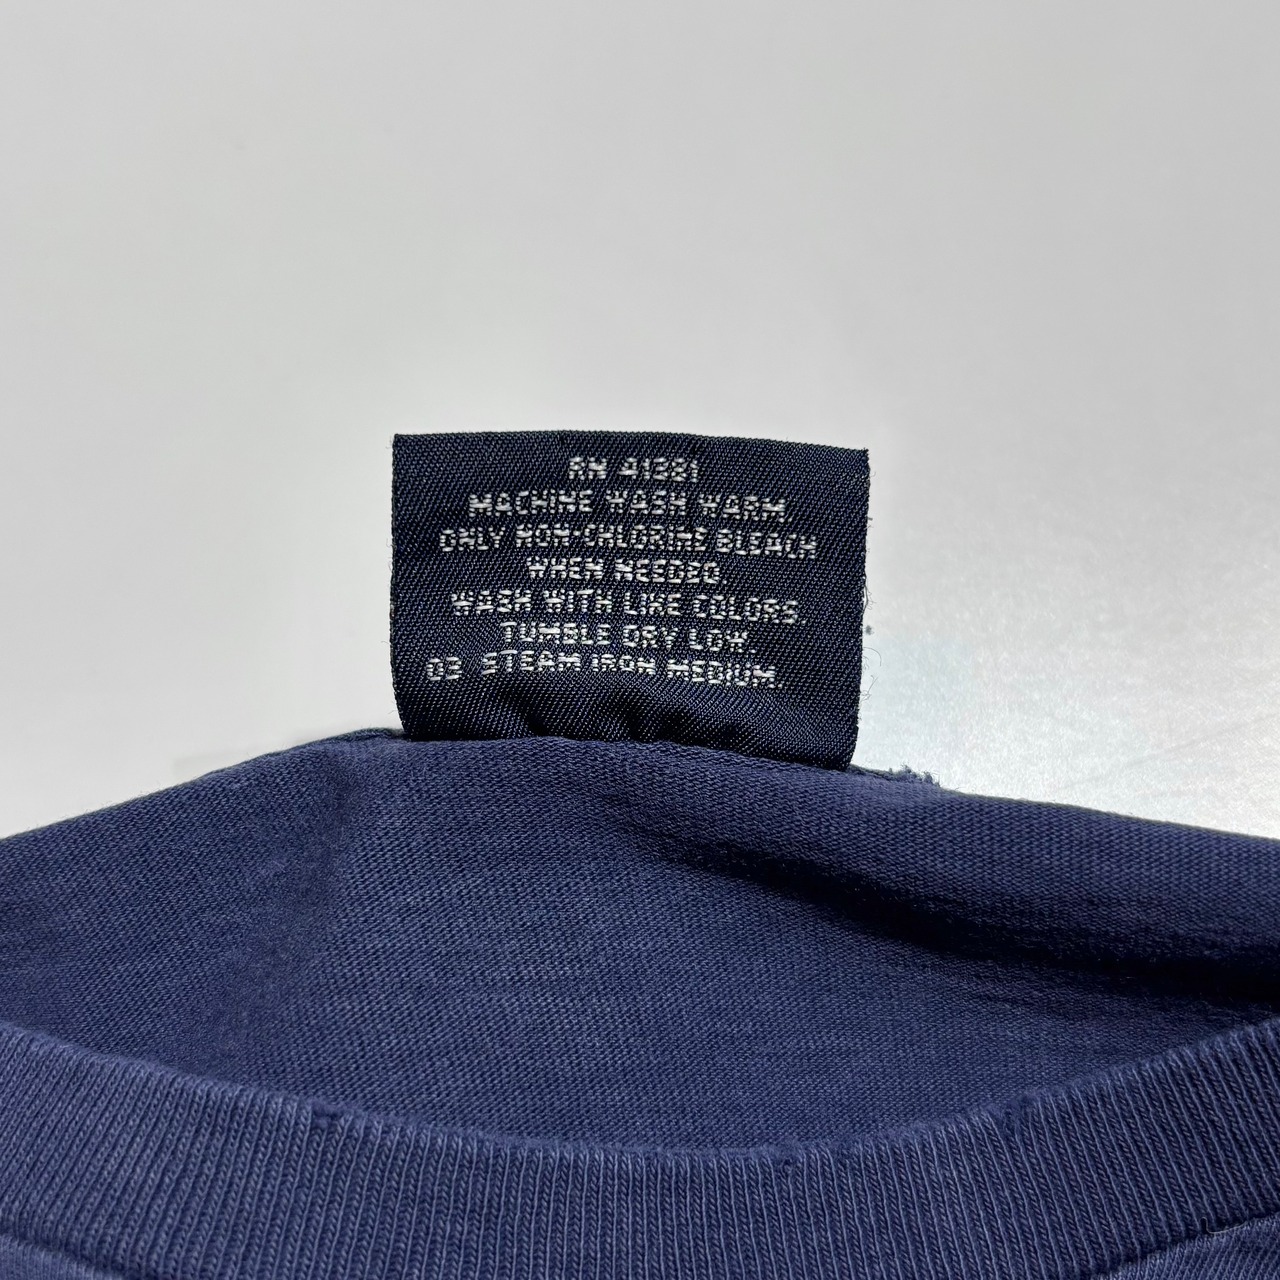 RN 41381
MACHINE WASH WARM.
ONLY NON-CHLORINE BLEACH
WHEN NEEDED.
WASH WITH LIKE COLORS.
TUMBLE DRY LOW.
03 STEAM IRON MEDIUM.